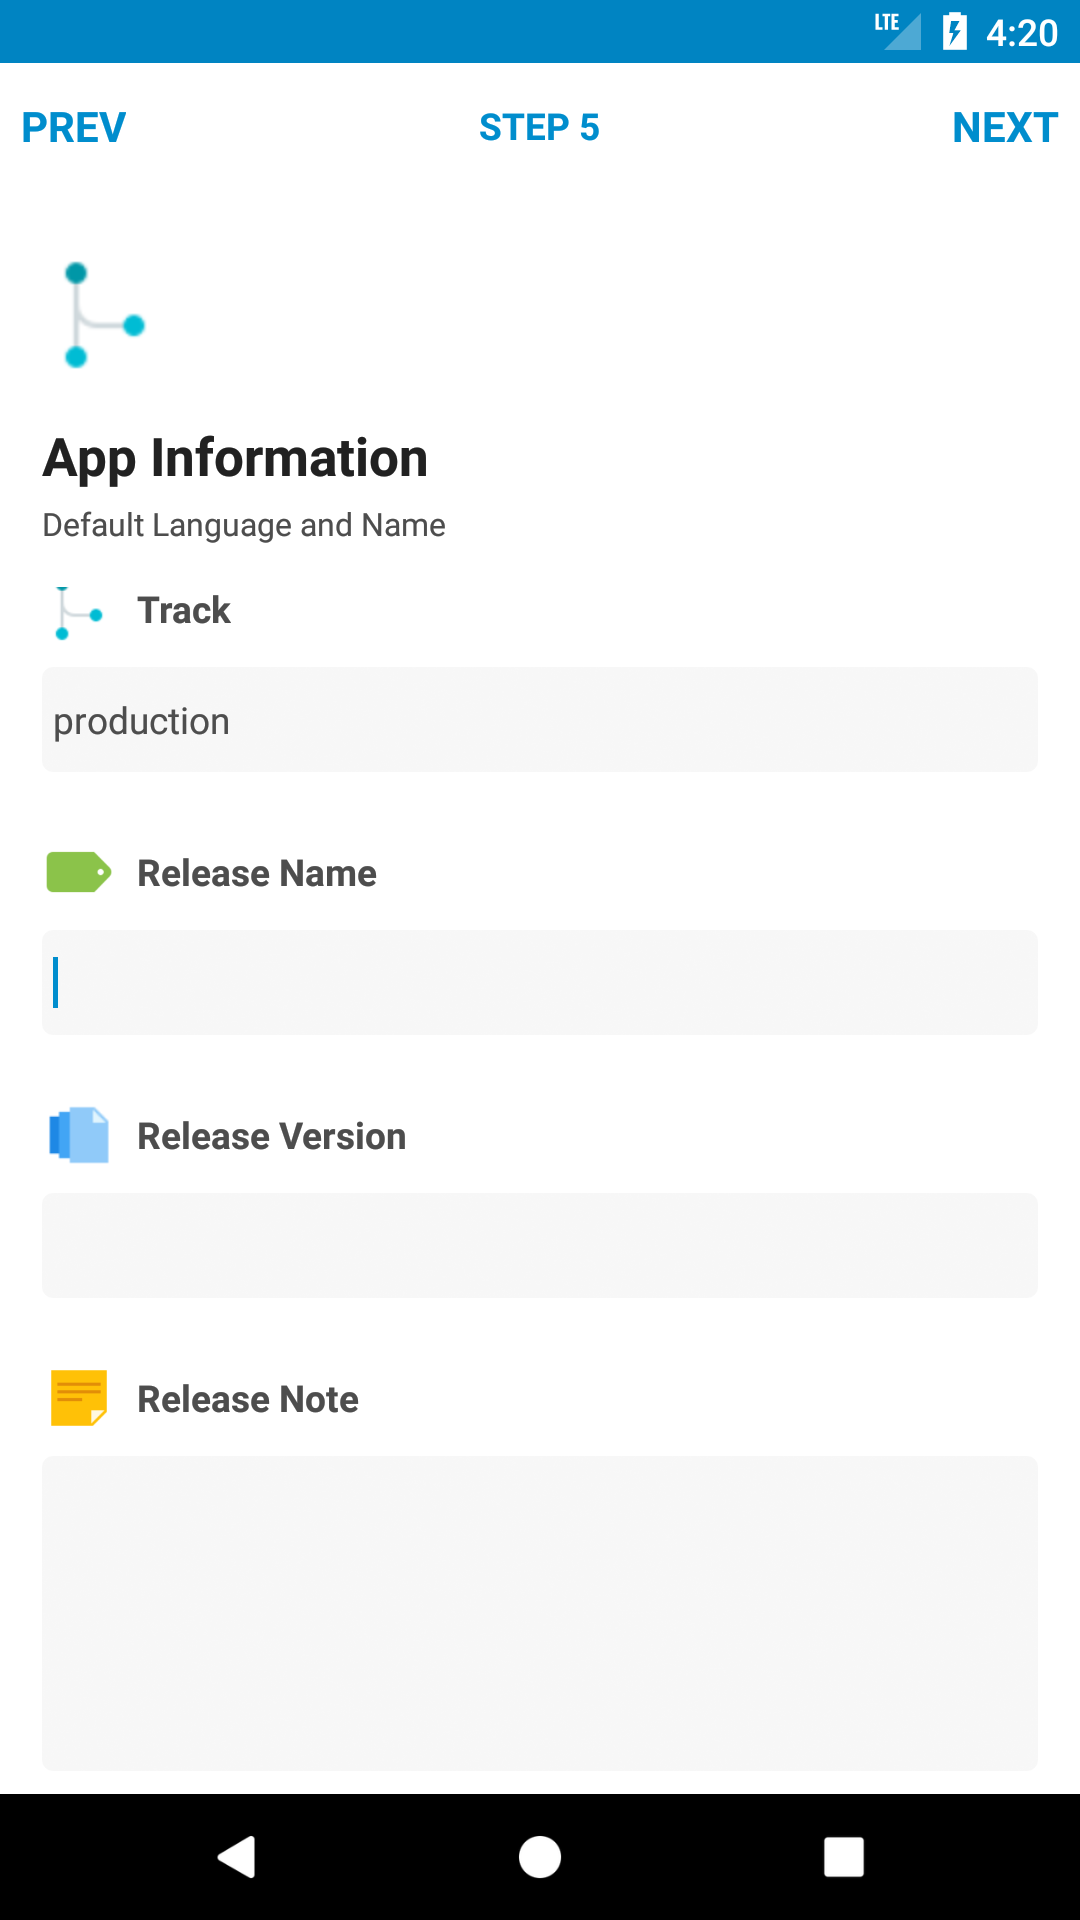 LTE 4:20
PREV STEP 5 NEXT
App Information
Default Language and Name
Track
production
Release Name
Release Version
Release Note